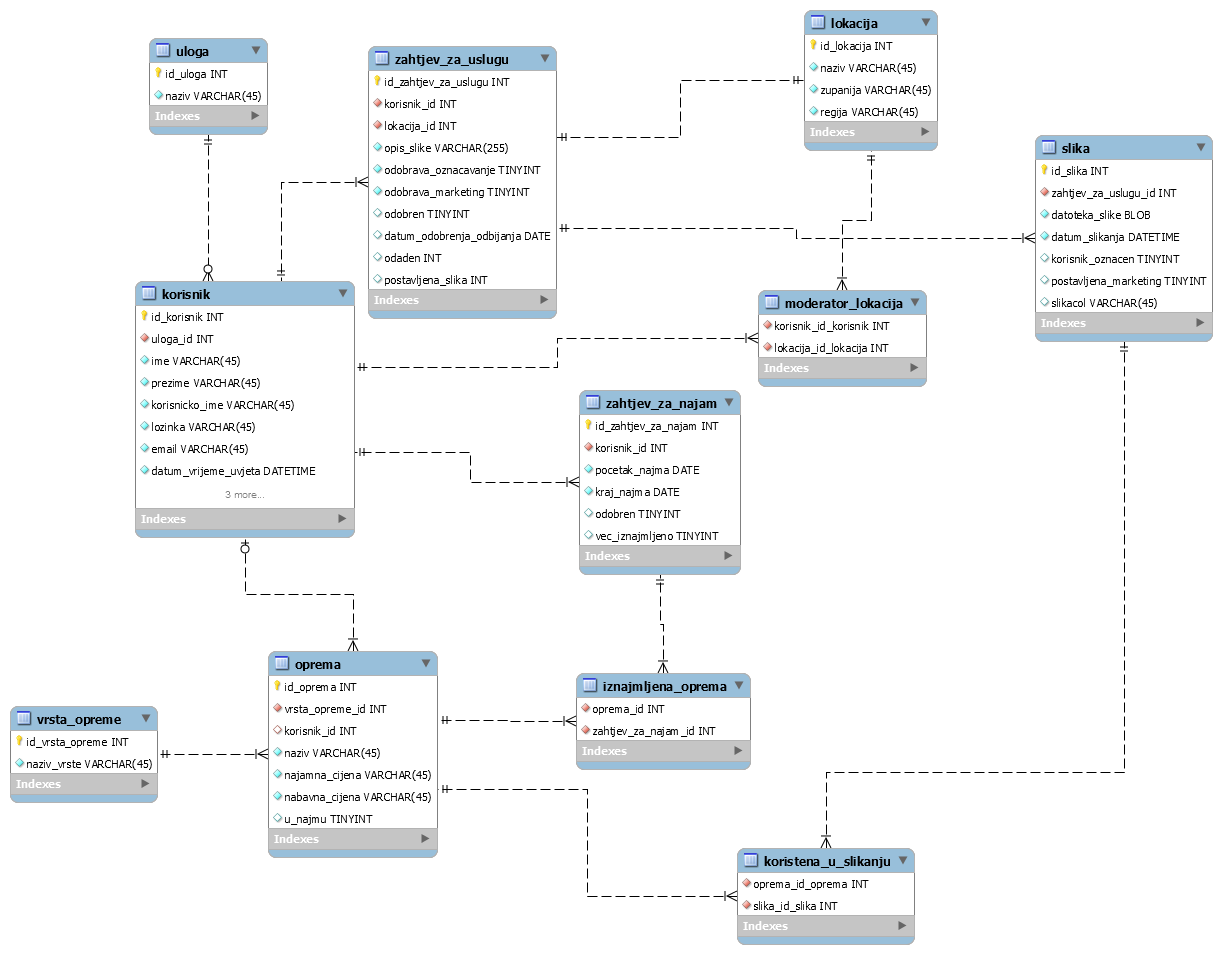 uloga
id_uloga INT
naziv VARCHAR(45)
Indexes
zahtjev_za_uslugu
id_zahtjev_za_uslugu INT
korisnik_id INT
lokacija_id INT
opis_slike VARCHAR(255)
odobrava_oznacavanje TINYINT
odobrava_marketing TINYINT
odobren TINYINT
datum_odobrenja_odbijanja DATE
odaden INT
postavljena_slika INT
Indexes
lokacija
id_lokacija INT
naziv VARCHAR(45)
zupanija VARCHAR(45)
regija VARCHAR(45)
Indexes
slika
id_slika INT
zahtjev_za_uslugu_id INT
datoteka_slike BLOB
datum_slikanja DATETIME
korisnik_oznacen TINYINT
postavljena_marketing TINYINT
slikacol VARCHAR(45)
Indexes
korisnik
id_korisnik INT
uloga_id INT
ime VARCHAR(45)
prezime VARCHAR(45)
korisnicko_ime VARCHAR(45)
lozinka VARCHAR(45)
email VARCHAR(45)
datum_vrijeme_uvjeta DATETIME
3 more...
Indexes
moderator_lokacija
korisnik_id_korisnik INT
lokacija_id_lokacija INT
Indexes
zahtjev_za_najam
id_zahtjev_za_najam INT
korisnik_id INT
pocetak_najma DATE
kraj_najma DATE
odobren TINYINT
vec_iznajmljeno TINYINT
Indexes
oprema
id_oprema INT
vrsta_opreme_id INT
korisnik_id INT
naziv VARCHAR(45)
najamna_cijena VARCHAR(45)
nabavna_cijena VARCHAR(45)
u_najmu TINYINT
Indexes
iznajmljena_oprema
oprema_id INT
zahtjev_za_najam_id INT
Indexes
vrsta_opreme
id_vrsta_opreme INT
naziv_vrste VARCHAR(45)
Indexes
koristena_u_slikanju
oprema_id_oprema INT
slika_id_slika INT
Indexes